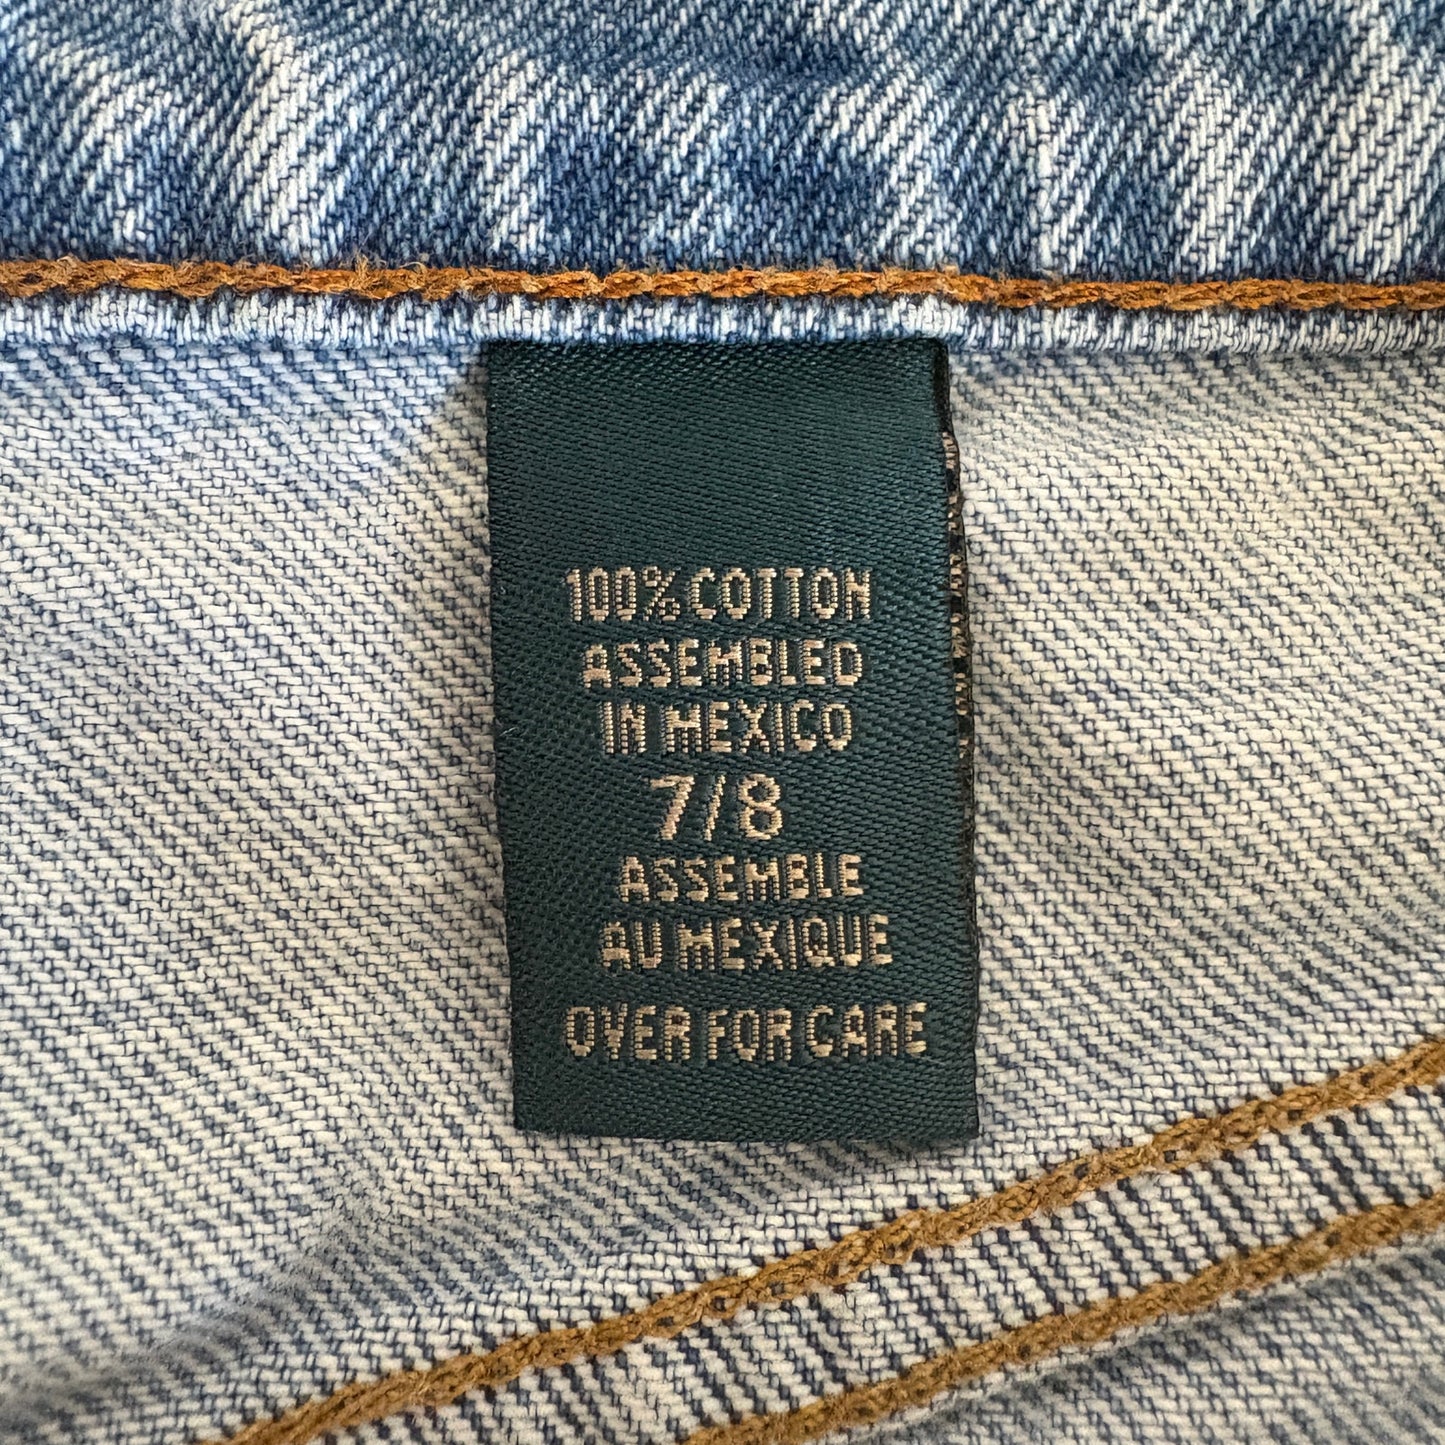 100% COTTON
ASSEMBLED
IN MEXICO
7/8
ASSEMBLE
AU MEXIQUE
OVER FOR CARE